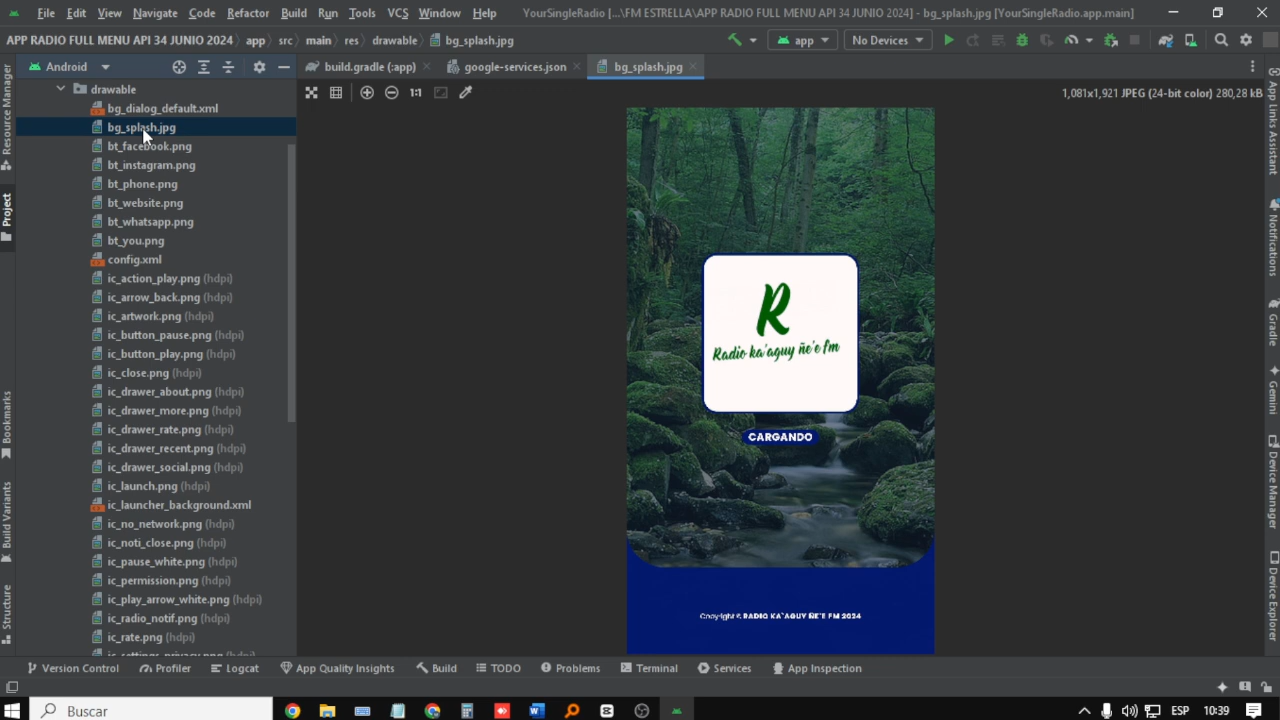 File Edit View Navigate Code Refactor Build Run Tools VCS Window Help YourSingleRadio [...\FM ESTRELLA\APP RADIO FULL MENU API 34 JUNIO 2024] - bg_splash.jpg [YourSingleRadio.app.main]
APP RADIO FULL MENU API 34 JUNIO 2024 app src main res drawable bg_splash.jpg app No Devices
Android build.gradle (:app) google-services.json bg_splash.jpg
1:1 1,081x1,921 JPEG (24-bit color) 280,28 kB
drawable
bg_dialog_default.xml
bg_splash.jpg
bt_facebook.png
bt_instagram.png
bt_phone.png
bt_website.png
bt_whatsapp.png
bt_you.png
config.xml
ic_action_play.png (hdpi)
ic_arrow_back.png (hdpi)
ic_artwork.png (hdpi)
ic_button_pause.png (hdpi)
ic_button_play.png (hdpi)
ic_close.png (hdpi)
ic_drawer_about.png (hdpi)
ic_drawer_more.png (hdpi)
ic_drawer_rate.png (hdpi)
ic_drawer_recent.png (hdpi)
ic_drawer_social.png (hdpi)
ic_launch.png (hdpi)
ic_launcher_background.xml
ic_no_network.png (hdpi)
ic_noti_close.png (hdpi)
ic_pause_white.png (hdpi)
ic_permission.png (hdpi)
ic_play_arrow_white.png (hdpi)
ic_radio_notif.png (hdpi)
ic_rate.png (hdpi)
ic_settings_privacy.png (hdpi)
Resource Manager
Project
Bookmarks
Build Variants
Structure
R
Radio ka'aguy ñe'e fm
CARGANDO
Copyright © RADIO KA`AGUY ÑE`E FM 2024
App Links Assistant
Notifications
Gradle
Gemini
Device Manager
Device Explorer
Version Control Profiler Logcat App Quality Insights Build TODO Problems Terminal Services App Inspection
Buscar ESP 10:39